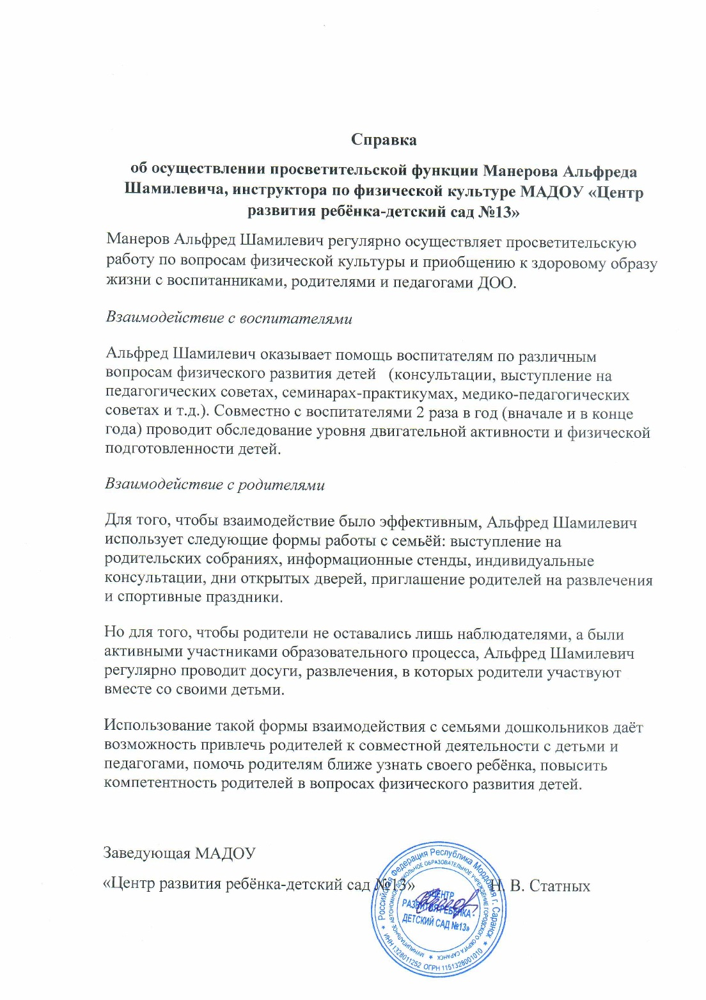 Справка
об осуществлении просветительской функции Манерова Альфреда
Шамилевича, инструктора по физической культуре МАДОУ «Центр
развития ребёнка-детский сад №13»
Манеров Альфред Шамилевич регулярно осуществляет просветительскую
работу по вопросам физической культуры и приобщению к здоровому образу
жизни с воспитанниками, родителями и педагогами ДОО.
Взаимодействие с воспитателями
Альфред Шамилевич оказывает помощь воспитателям по различным
вопросам физического развития детей (консультации, выступление на
педагогических советах, семинарах-практикумах, медико-педагогических
советах и т.д.). Совместно с воспитателями 2 раза в год (вначале и в конце
года) проводит обследование уровня двигательной активности и физической
подготовленности детей.
Взаимодействие с родителями
Для того, чтобы взаимодействие было эффективным, Альфред Шамилевич
использует следующие формы работы с семьёй: выступление на
родительских собраниях, информационные стенды, индивидуальные
консультации, дни открытых дверей, приглашение родителей на развлечения
и спортивные праздники.
Но для того, чтобы родители не оставались лишь наблюдателями, а были
активными участниками образовательного процесса, Альфред Шамилевич
регулярно проводит досуги, развлечения, в которых родители участвуют
вместе со своими детьми.
Использование такой формы взаимодействия с семьями дошкольников даёт
возможность привлечь родителей к совместной деятельности с детьми и
педагогами, помочь родителям ближе узнать своего ребёнка, повысить
компетентность родителей в вопросах физического развития детей.
Заведующая МАДОУ
«Центр развития ребёнка-детский сад №13» Н. В. Статных
Российская Федерация Республика Мордовия г. Саранск
МУНИЦИПАЛЬНОЕ АВТОНОМНОЕ ДОШКОЛЬНОЕ ОБРАЗОВАТЕЛЬНОЕ УЧРЕЖДЕНИЕ ГОРОДСКОГО ОКРУГА САРАНСК
«ЦЕНТР
РАЗВИТИЯ РЕБЕНКА -
ДЕТСКИЙ САД №13»
ИНН 1328011252 ОГРН 1151328001010